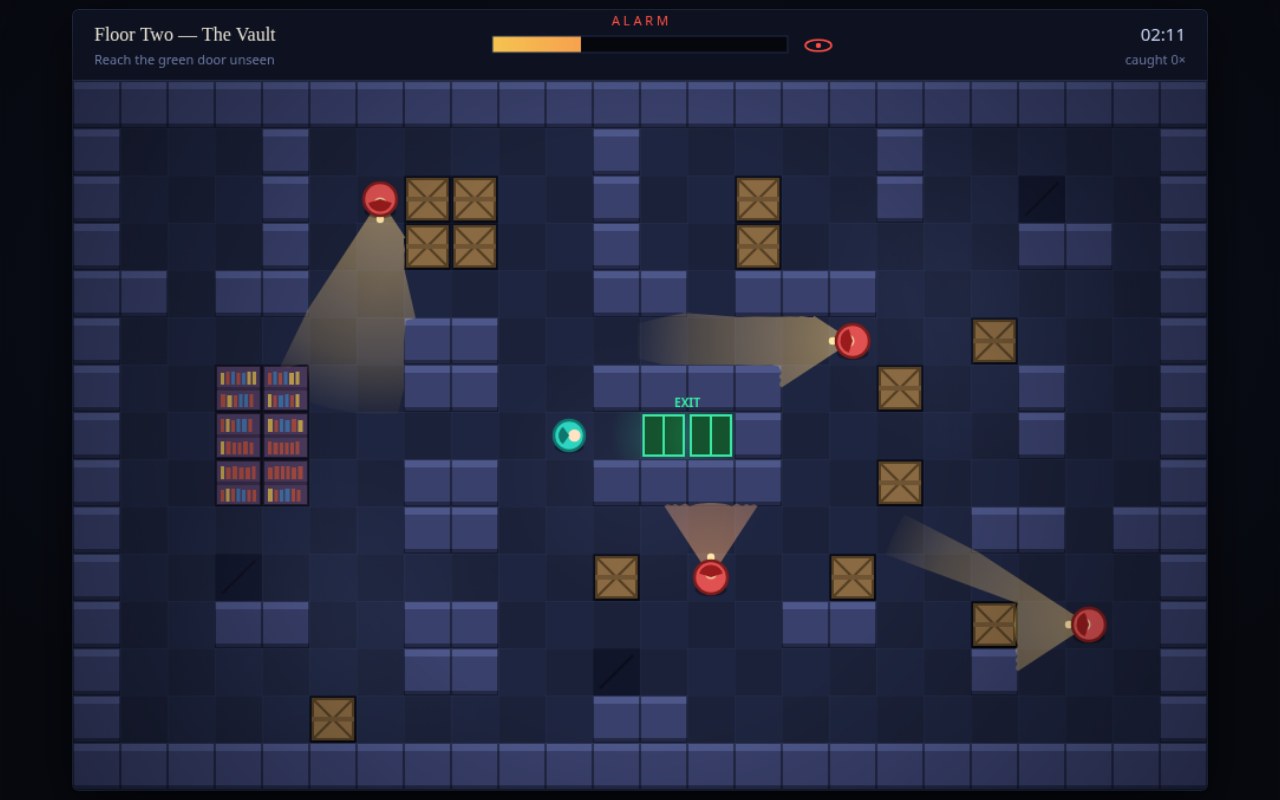 ALARM
Floor Two — The Vault
02:11
Reach the green door unseen
caught 0×
EXIT